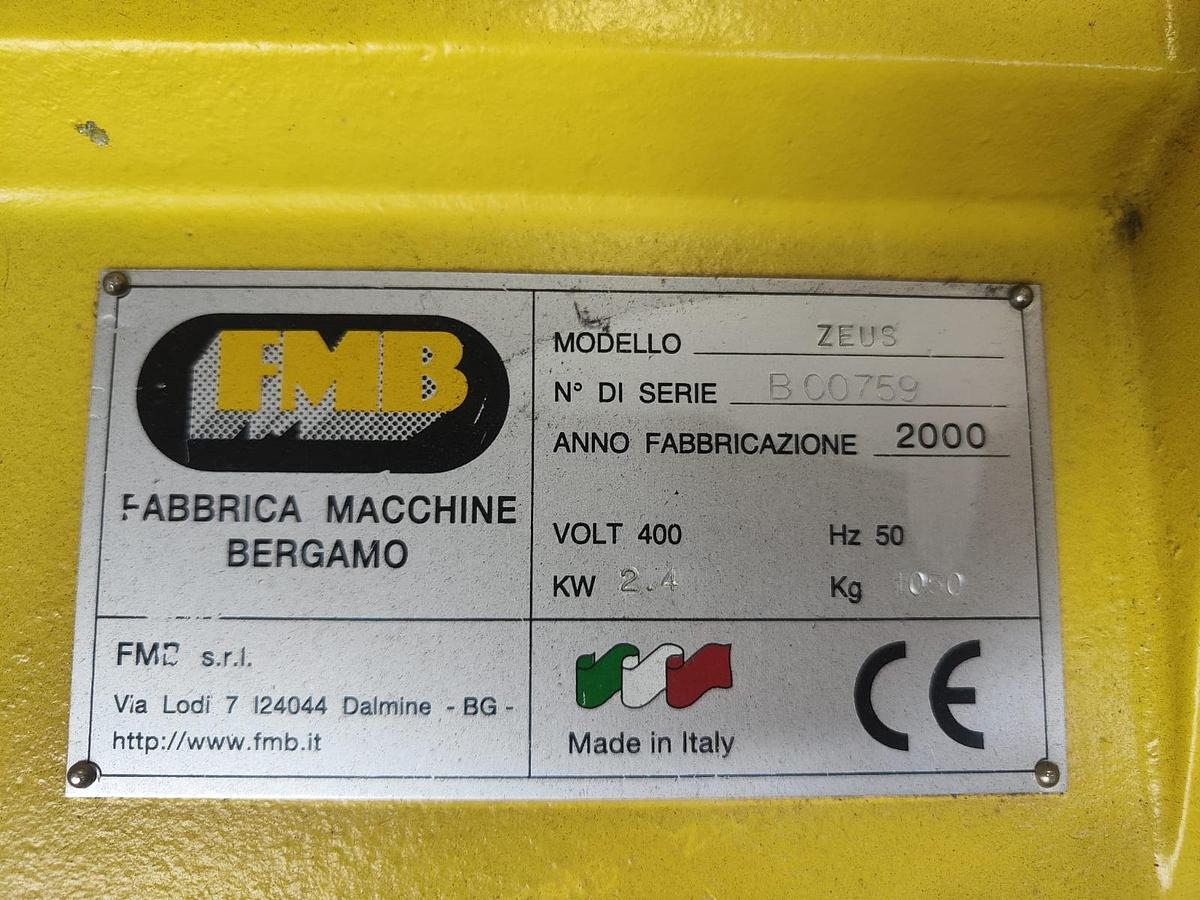 FMB
FABBRICA MACCHINE
BERGAMO
FMB s.r.l.
Via Lodi 7 I24044 Dalmine - BG -
http://www.fmb.it
MODELLO ZEUS
N° DI SERIE B 00759
ANNO FABBRICAZIONE 2000
VOLT 400 Hz 50
KW 2.4 Kg
Made in Italy
CE